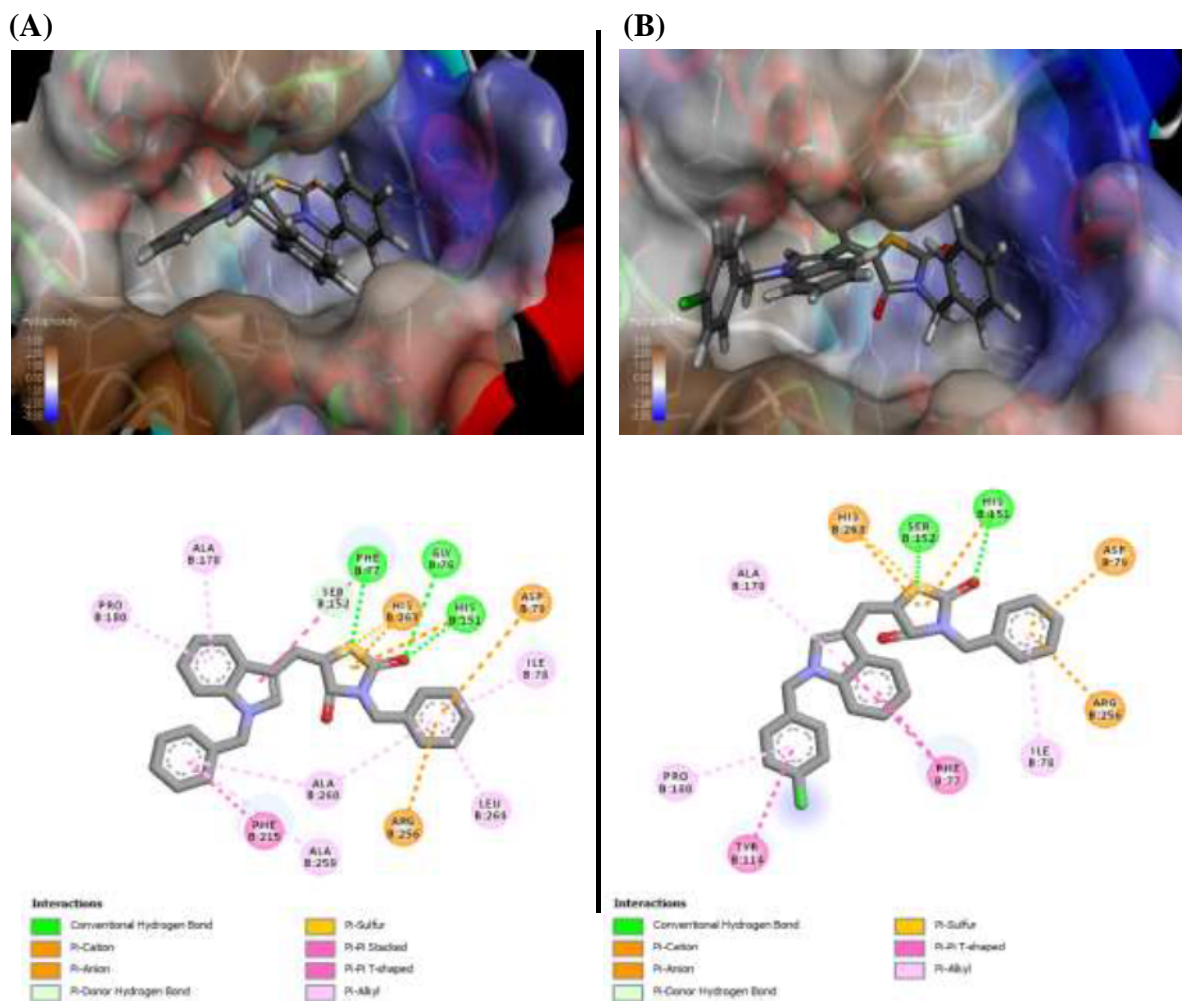 (A)
(B)
ALA
B:178
PRO
B:180
SER
B:152
PHE
B:77
GLY
B:76
HIS
B:263
HIS
B:151
ASP
B:79
ILE
B:78
ALA
B:260
LEU
B:264
PHE
B:215
ALA
B:259
ARG
B:256
Interactions
Conventional Hydrogen Bond
Pi-Cation
Pi-Anion
Pi-Donor Hydrogen Bond
Pi-Sulfur
Pi-Pi Stacked
Pi-Pi T-shaped
Pi-Alkyl
HIS
B:263
SER
B:152
HIS
B:151
ASP
B:79
ALA
B:178
ARG
B:256
ILE
B:78
PHE
B:77
PRO
B:180
TYR
B:114
Interactions
Conventional Hydrogen Bond
Pi-Cation
Pi-Anion
Pi-Donor Hydrogen Bond
Pi-Sulfur
Pi-Pi T-shaped
Pi-Alkyl